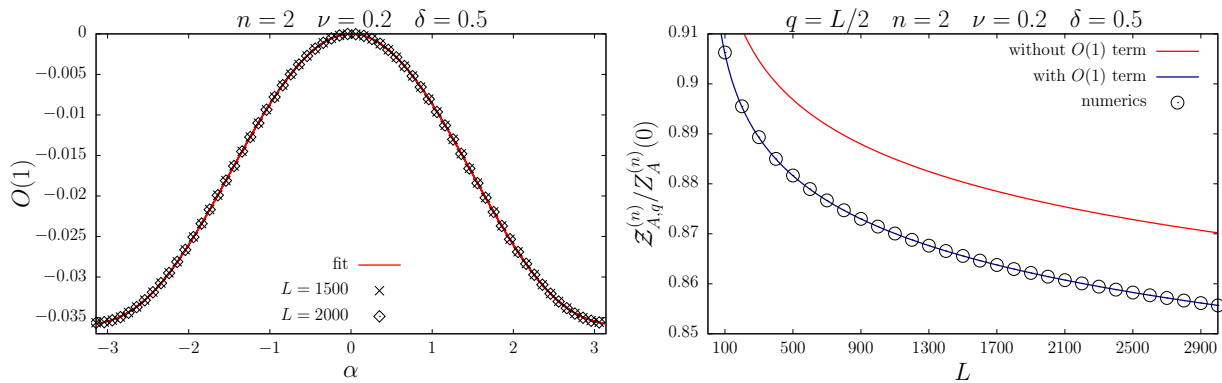 n = 2 ν = 0.2 δ = 0.5
0
−0.005
−0.01
−0.015
−0.02
−0.025
−0.03
−0.035
O(1)
fit
L = 1500
L = 2000
−3 −2 −1 0 1 2 3
α
q = L/2 n = 2 ν = 0.2 δ = 0.5
0.91
0.9
0.89
0.88
0.87
0.86
0.85
𝒵_{A,q}^{(n)}/Z_A^{(n)}(0)
without O(1) term
with O(1) term
numerics
100 500 900 1300 1700 2100 2500 2900
L